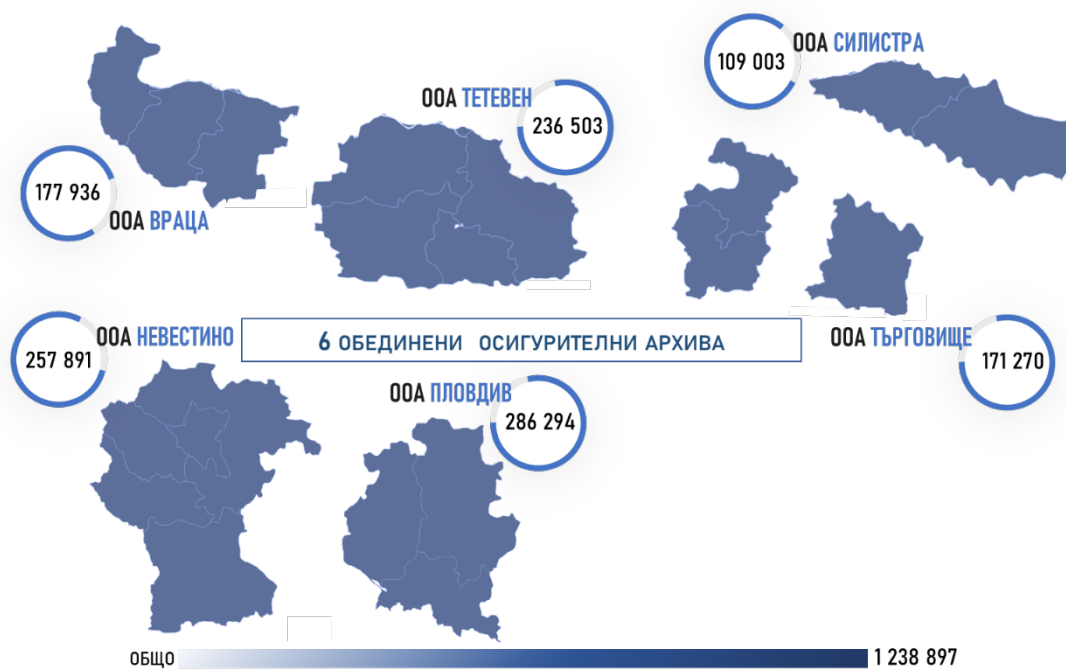 ООА СИЛИСТРА
109 003
ООА ТЕТЕВЕН
236 503
177 936
ООА ВРАЦА
ООА НЕВЕСТИНО
257 891
6 ОБЕДИНЕНИ ОСИГУРИТЕЛНИ АРХИВА
ООА ТЪРГОВИЩЕ
171 270
ООА ПЛОВДИВ
286 294
ОБЩО
1 238 897